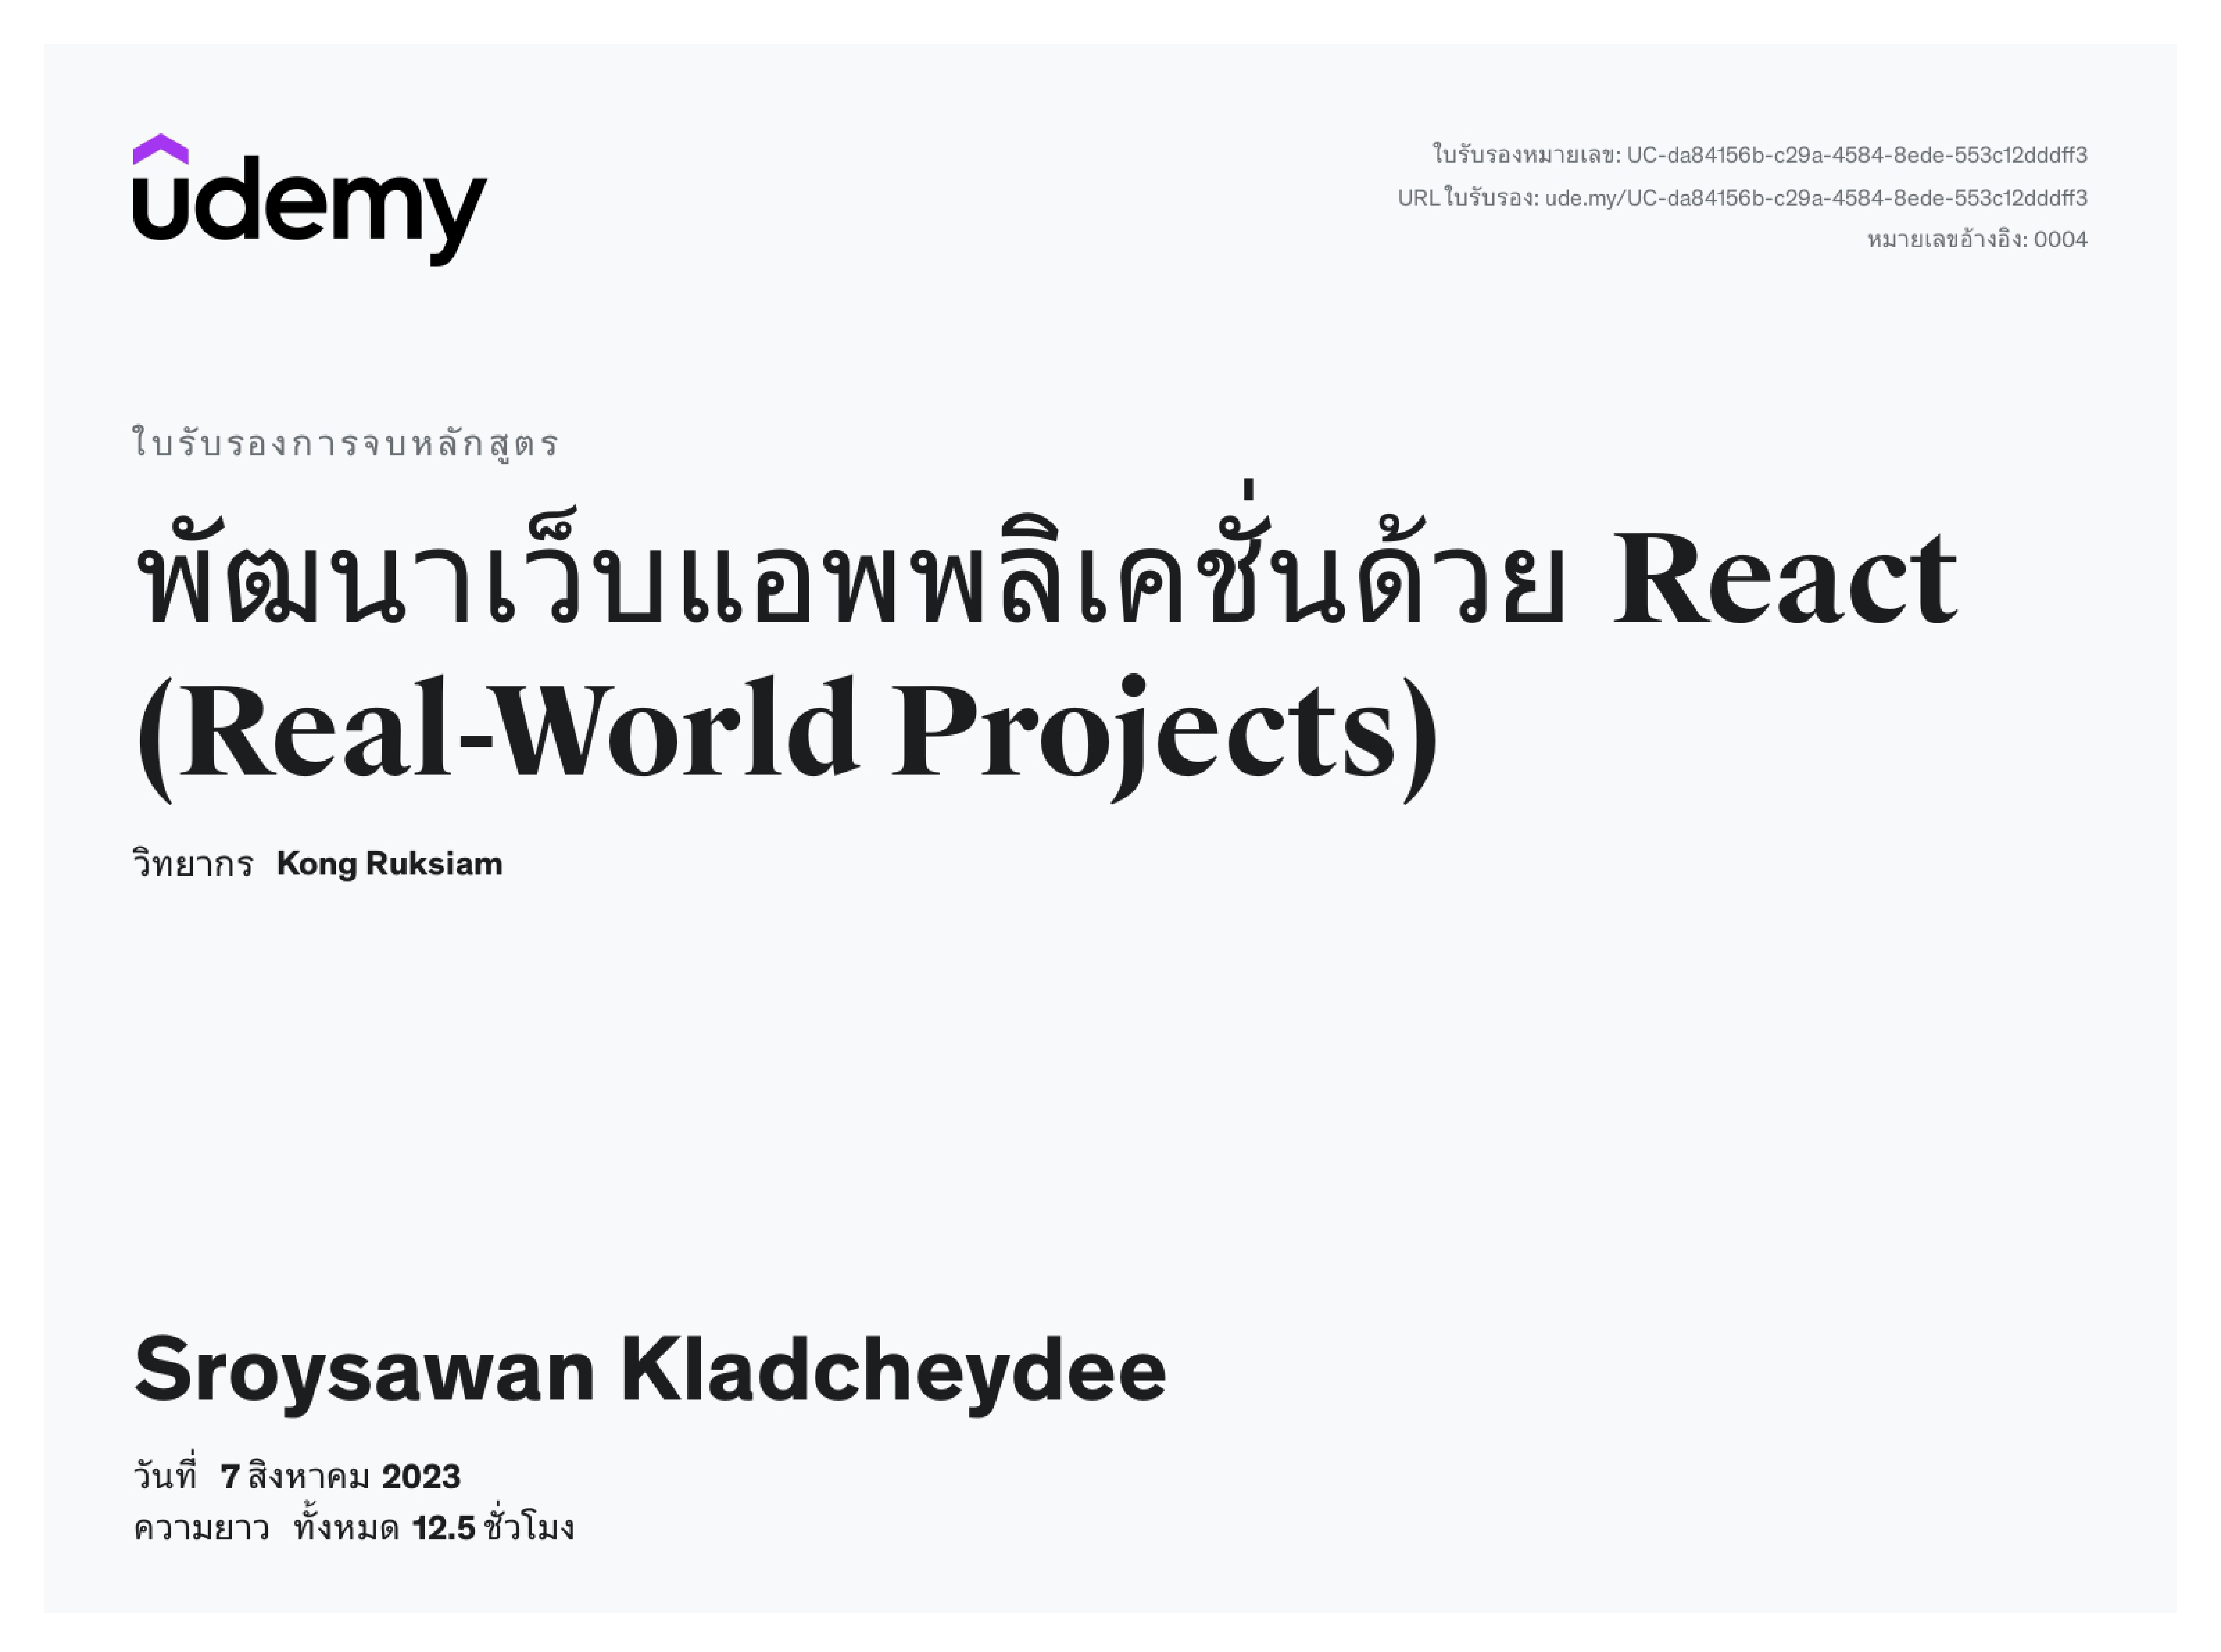 udemy
ใบรับรองหมายเลข: UC-da84156b-c29a-4584-8ede-553c12dddff3
URL ใบรับรอง: ude.my/UC-da84156b-c29a-4584-8ede-553c12dddff3
หมายเลขอ้างอิง: 0004
ใบรับรองการจบหลักสูตร
พัฒนาเว็บแอพพลิเคชั่นด้วย React
(Real-World Projects)
วิทยากร Kong Ruksiam
Sroysawan Kladcheydee
วันที่ 7 สิงหาคม 2023
ความยาว ทั้งหมด 12.5 ชั่วโมง